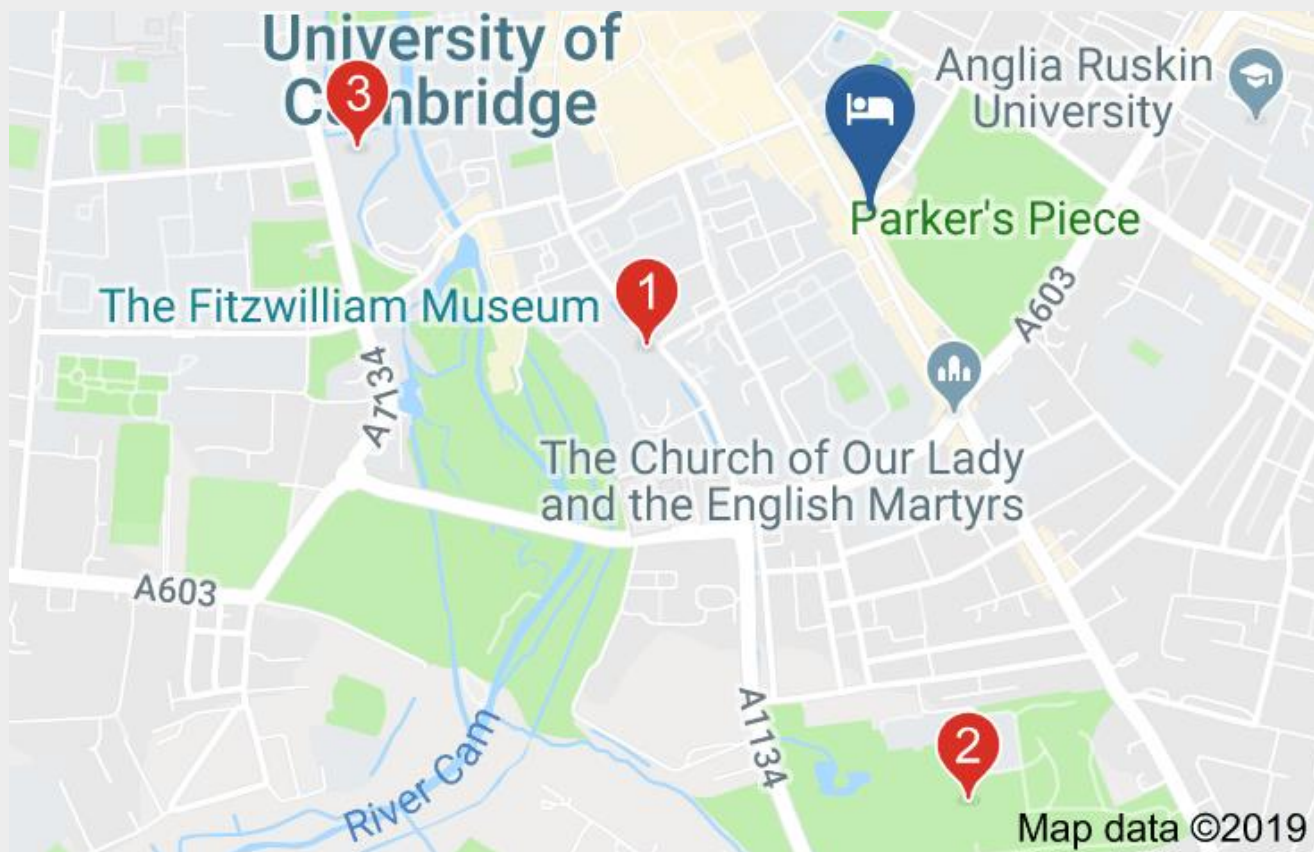 University of
Cambridge
3
Anglia Ruskin
University
Parker's Piece
The Fitzwilliam Museum
1
A603
A7134
The Church of Our Lady
and the English Martyrs
A603
A1134
2
River Cam
Map data ©2019